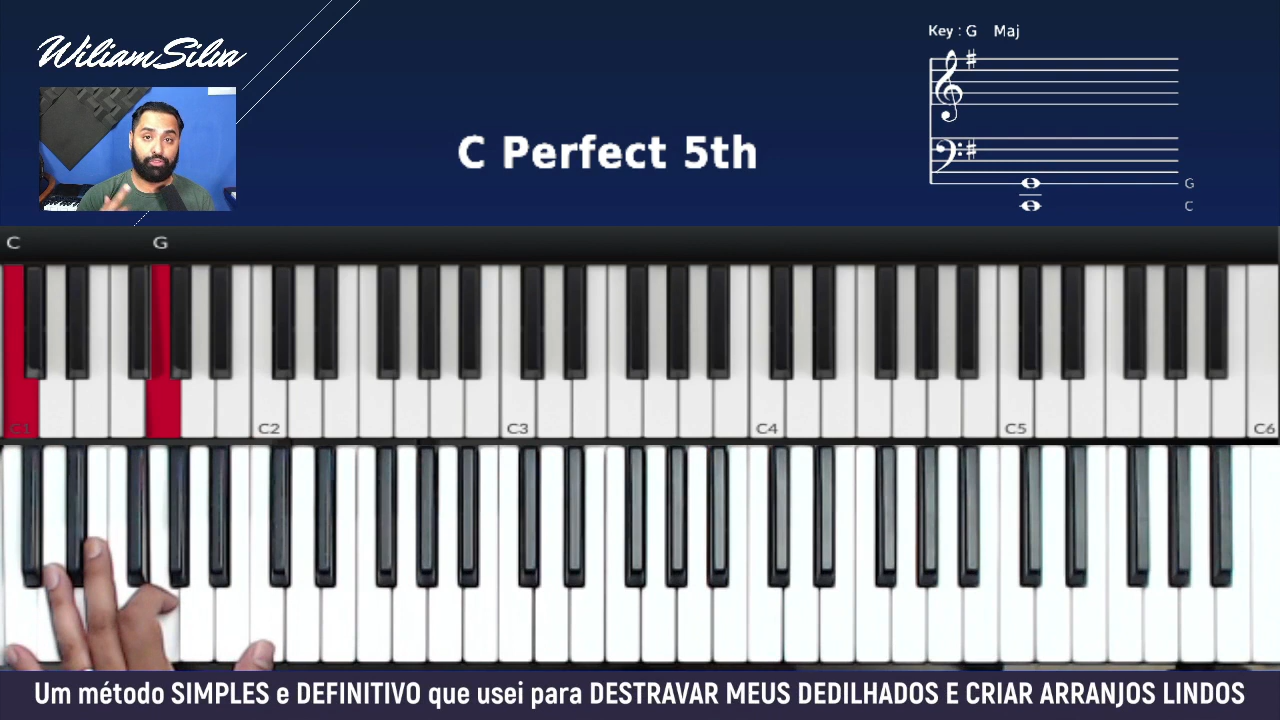 WiliamSilva
Key : G Maj
C Perfect 5th
G
C
C G
C1 C2 C3 C4 C5 C6
Um método SIMPLES e DEFINITIVO que usei para DESTRAVAR MEUS DEDILHADOS E CRIAR ARRANJOS LINDOS